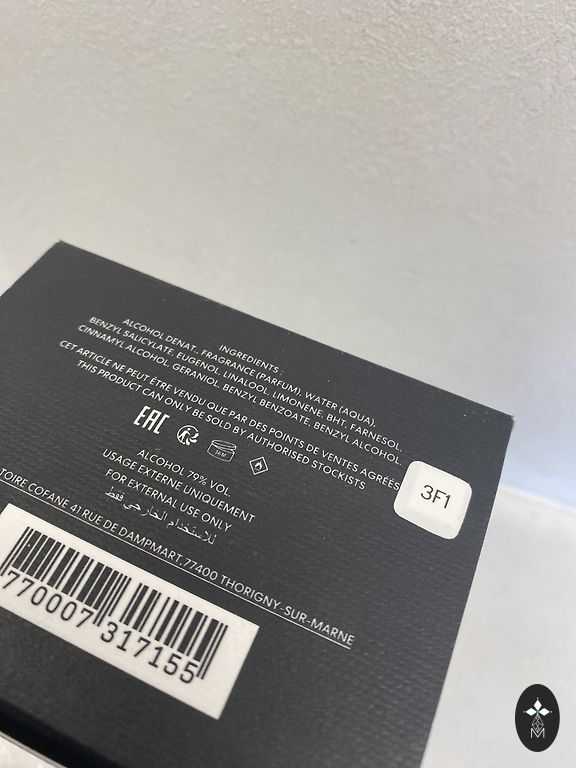 INGREDIENTS :
ALCOHOL DENAT., FRAGRANCE (PARFUM), WATER (AQUA),
BENZYL SALICYLATE, EUGENOL, LINALOOL, LIMONENE, BHT, FARNESOL,
CINNAMYL ALCOHOL, GERANIOL, BENZYL BENZOATE, BENZYL ALCOHOL.
CET ARTICLE NE PEUT ÊTRE VENDU QUE PAR DES POINTS DE VENTES AGRÉÉS
THIS PRODUCT CAN ONLY BE SOLD BY AUTHORISED STOCKISTS
3F1
EAC
36 M
ALCOHOL 79% VOL
USAGE EXTERNE UNIQUEMENT
FOR EXTERNAL USE ONLY
للاستخدام الخارجي فقط
TOIRE COFANE 41 RUE DE DAMPMART, 77400 THORIGNY-SUR-MARNE
770007 317155
M